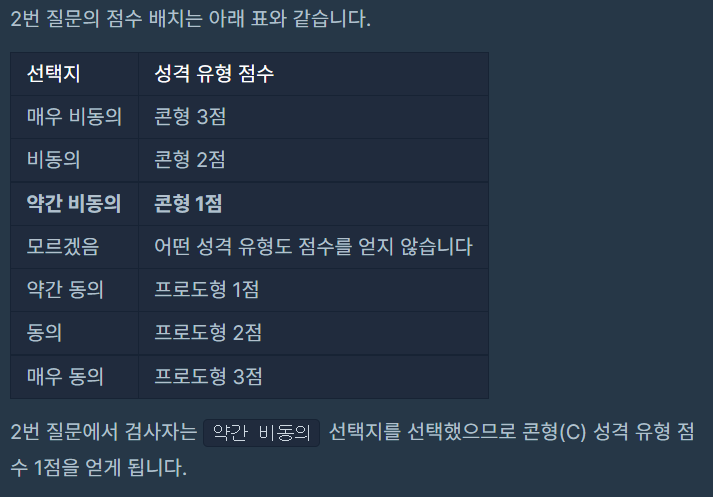 2번 질문의 점수 배치는 아래 표와 같습니다.
선택지 성격 유형 점수
매우 비동의 콘형 3점
비동의 콘형 2점
약간 비동의 콘형 1점
모르겠음 어떤 성격 유형도 점수를 얻지 않습니다
약간 동의 프로도형 1점
동의 프로도형 2점
매우 동의 프로도형 3점
2번 질문에서 검사자는 약간 비동의 선택지를 선택했으므로 콘형(C) 성격 유형 점
수 1점을 얻게 됩니다.